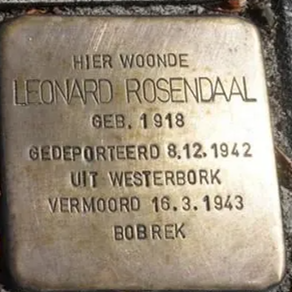 HIER WOONDE
LEONARD ROSENDAAL
GEB. 1918
GEDEPORTEERD 8.12.1942
UIT WESTERBORK
VERMOORD 16.3.1943
BOBREK